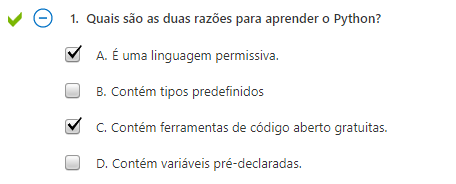 1. Quais são as duas razões para aprender o Python?
A. É uma linguagem permissiva.
B. Contém tipos predefinidos
C. Contém ferramentas de código aberto gratuitas.
D. Contém variáveis pré-declaradas.